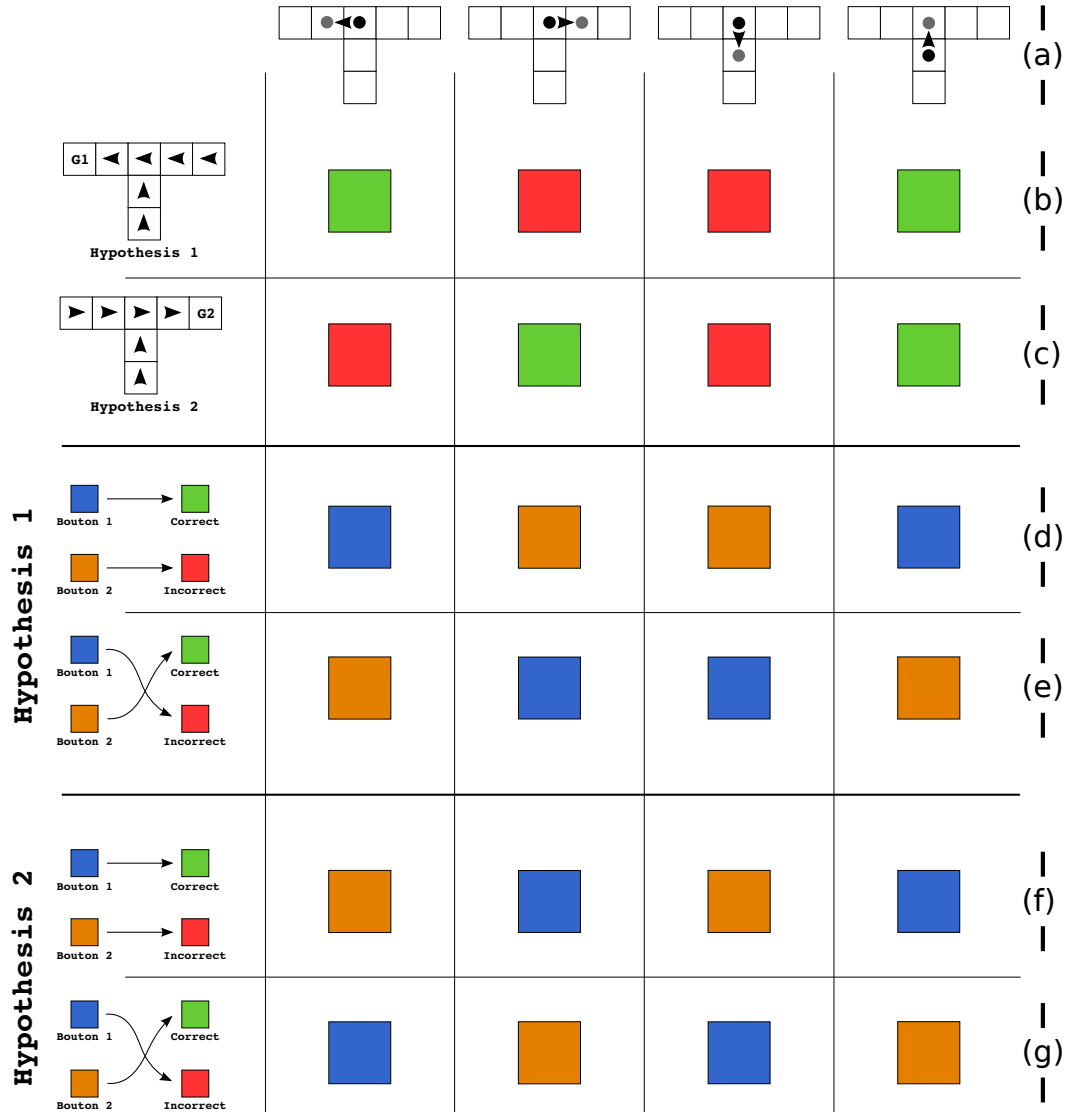 (a)
G1
Hypothesis 1
(b)
G2
Hypothesis 2
(c)
Hypothesis 1
Bouton 1 Correct
Bouton 2 Incorrect
(d)
Bouton 1 Correct
Bouton 2 Incorrect
(e)
Hypothesis 2
Bouton 1 Correct
Bouton 2 Incorrect
(f)
Bouton 1 Correct
Bouton 2 Incorrect
(g)